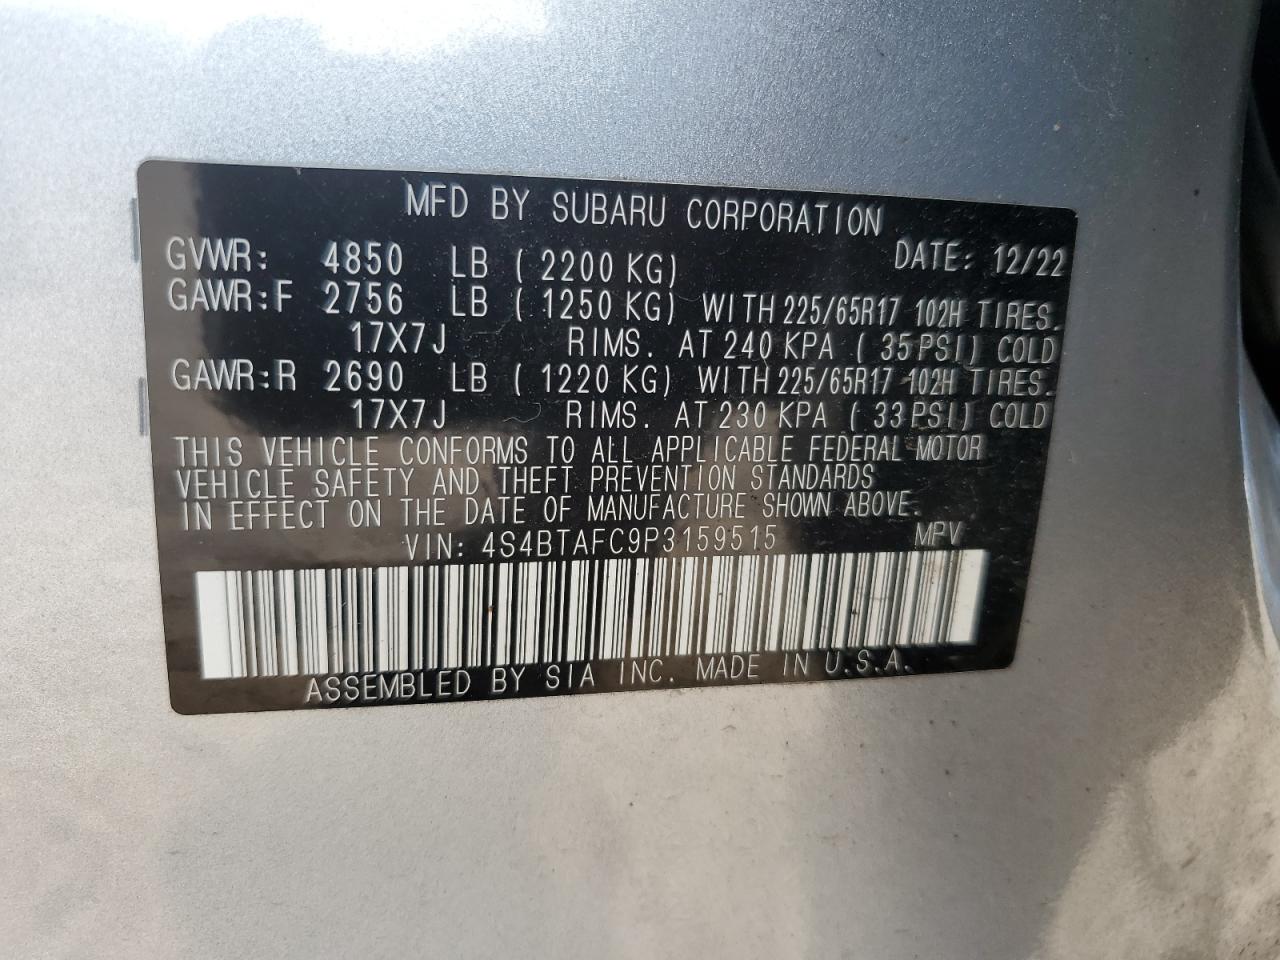 MFD BY SUBARU CORPORATION
GVWR: 4850 LB ( 2200 KG) DATE: 12/22
GAWR:F 2756 LB ( 1250 KG) WITH 225/65R17 102H TIRES.
17X7J RIMS. AT 240 KPA ( 35 PSI) COLD
GAWR:R 2690 LB ( 1220 KG) WITH 225/65R17 102H TIRES.
17X7J RIMS. AT 230 KPA ( 33 PSI) COLD
THIS VEHICLE CONFORMS TO ALL APPLICABLE FEDERAL MOTOR
VEHICLE SAFETY AND THEFT PREVENTION STANDARDS
IN EFFECT ON THE DATE OF MANUFACTURE SHOWN ABOVE.
VIN: 4S4BTAFC9P3159515 MPV
ASSEMBLED BY SIA INC. MADE IN U.S.A.